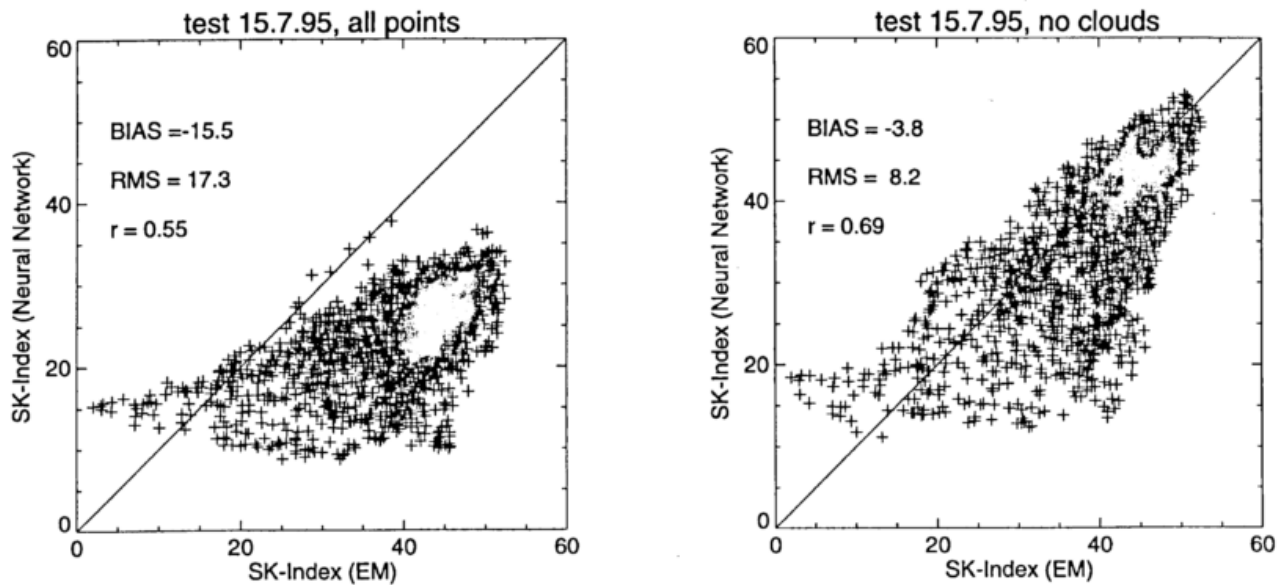 test 15.7.95, all points
60
40
20
0
BIAS =-15.5
RMS = 17.3
r = 0.55
SK-Index (Neural Network)
0 20 40 60
SK-Index (EM)
test 15.7.95, no clouds
60
40
20
0
BIAS = -3.8
RMS = 8.2
r = 0.69
SK-Index (Neural Network)
0 20 40 60
SK-Index (EM)